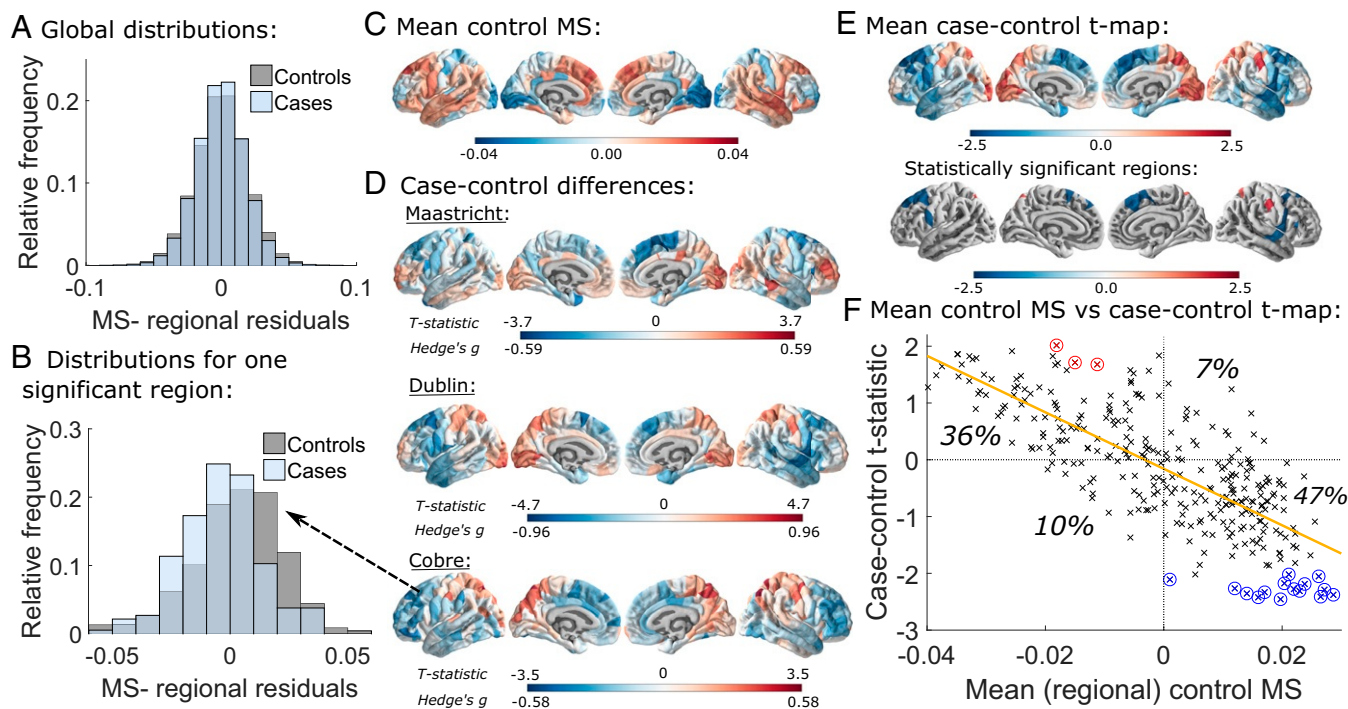 A Global distributions:
Relative frequency
0.2
0.1
0
Controls
Cases
-0.1
0
0.1
MS- regional residuals
B Distributions for one
significant region:
Relative frequency
0.3
0.2
0.1
0
Controls
Cases
-0.05
0
0.05
MS- regional residuals
C Mean control MS:
-0.04
0.00
0.04
D Case-control differences:
Maastricht:
T-statistic -3.7 0 3.7
Hedge's g -0.59 0.59
Dublin:
T-statistic -4.7 0 4.7
Hedge's g -0.96 0.96
Cobre:
T-statistic -3.5 0 3.5
Hedge's g -0.58 0.58
E Mean case-control t-map:
-2.5 0.0 2.5
Statistically significant regions:
-2.5 0.0 2.5
F Mean control MS vs case-control t-map:
Case-control t-statistic
2
1
0
-1
-2
-3
7%
36%
47%
10%
-0.04 -0.02 0 0.02
Mean (regional) control MS